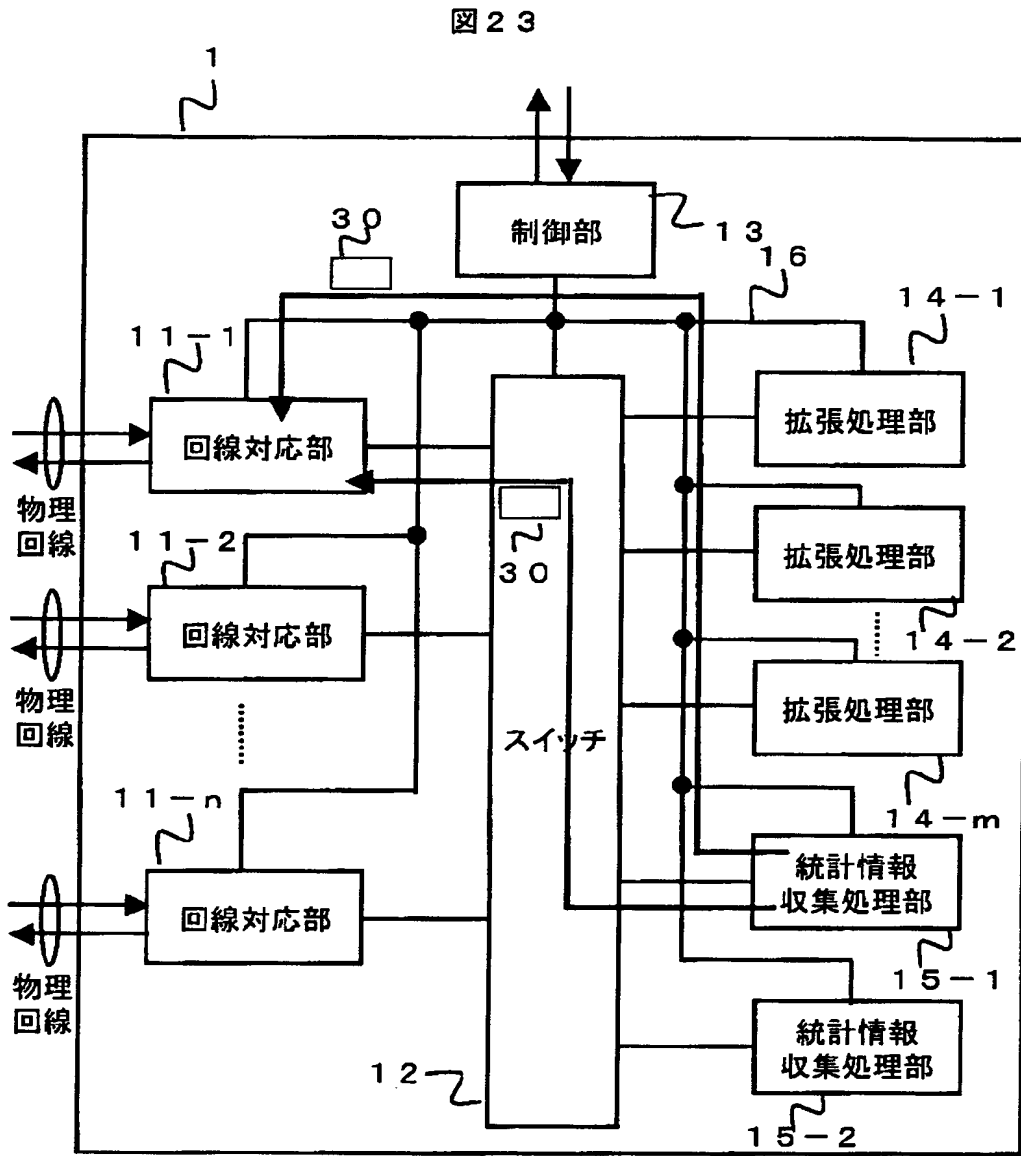 図23
1
制御部
13
30
16
14-1
11-1
回線対応部
拡張処理部
物理
回線
30
11-2
回線対応部
拡張処理部
14-2
物理
回線
拡張処理部
スイッチ
14-m
11-n
回線対応部
統計情報
収集処理部
15-1
物理
回線
統計情報
収集処理部
12
15-2